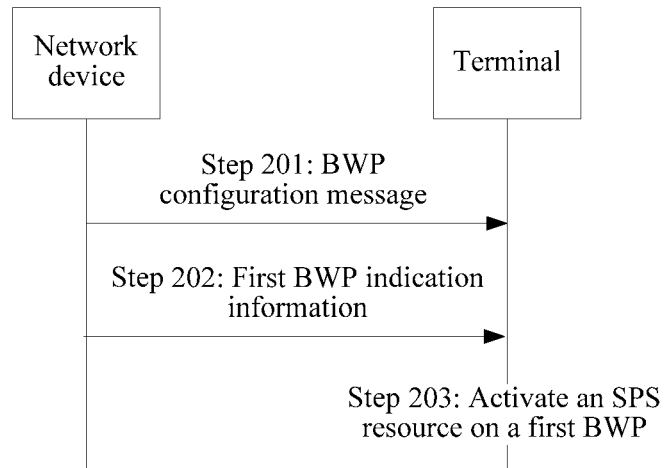 Network
device
Terminal
Step 201: BWP
configuration message
Step 202: First BWP indication
information
Step 203: Activate an SPS
resource on a first BWP